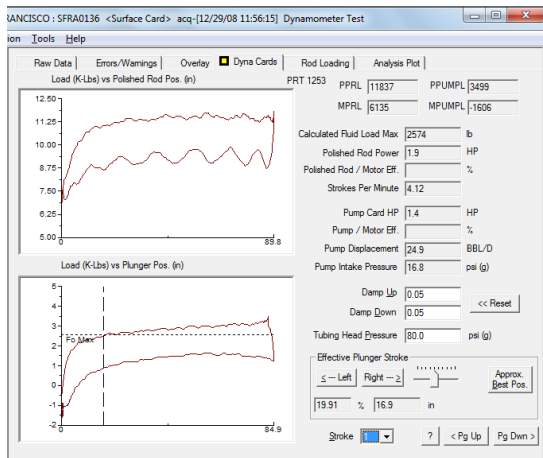 RANCISCO : SFRA0136 <Surface Card> acq-[12/29/08 11:56:15] Dynamometer Test
ion Tools Help
Raw Data Errors/Warnings Overlay Dyna Cards Rod Loading Analysis Plot
Load (K-Lbs) vs Polished Rod Pos. (in)
PRT 1253
PPRL 11837 PPUMPL 3499
MPRL 6135 MPUMPL -1606
12.50
11.25
10.00
8.75
7.50
6.25
5.00
0 89.8
Calculated Fluid Load Max 2574 lb
Polished Rod Power 1.9 HP
Polished Rod / Motor Eff. %
Strokes Per Minute 4.12
Pump Card HP 1.4 HP
Pump / Motor Eff. %
Pump Displacement 24.9 BBL/D
Pump Intake Pressure 16.8 psi (g)
Load (K-Lbs) vs Plunger Pos. (in)
5
4
3
2
1
0
-1
-2
Fo Max
0 84.9
Damp Up 0.05
Damp Down 0.05
<< Reset
Tubing Head Pressure 80.0 psi (g)
Effective Plunger Stroke
< --- Left Right --- >
Approx. Best Pos.
19.91 % 16.9 in
Stroke 1 ? < Pg Up Pg Dwn >